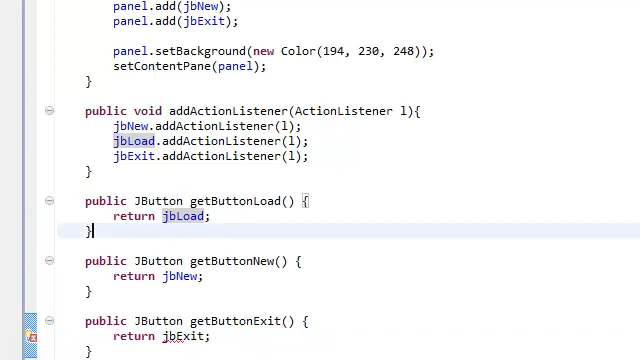 panel.add(jbNew);
panel.add(jbExit);
panel.setBackground(new Color(194, 230, 248));
setContentPane(panel);
}
public void addActionListener(ActionListener l){
jbNew.addActionListener(l);
jbLoad.addActionListener(l);
jbExit.addActionListener(l);
}
public JButton getButtonLoad() {
return jbLoad;
}
public JButton getButtonNew() {
return jbNew;
}
public JButton getButtonExit() {
return jbExit;
}